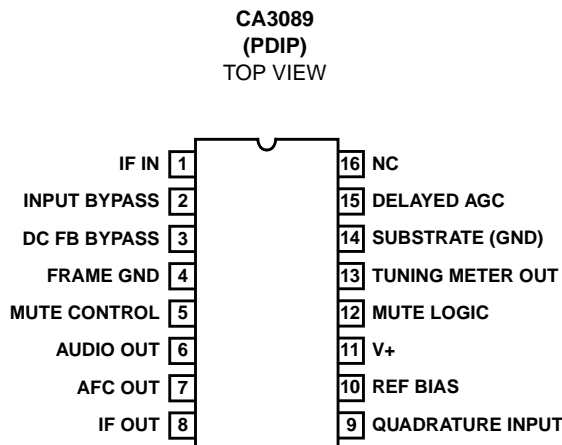 CA3089
(PDIP)
TOP VIEW
IF IN 1
16 NC
INPUT BYPASS 2
15 DELAYED AGC
DC FB BYPASS 3
14 SUBSTRATE (GND)
FRAME GND 4
13 TUNING METER OUT
MUTE CONTROL 5
12 MUTE LOGIC
AUDIO OUT 6
11 V+
AFC OUT 7
10 REF BIAS
IF OUT 8
9 QUADRATURE INPUT